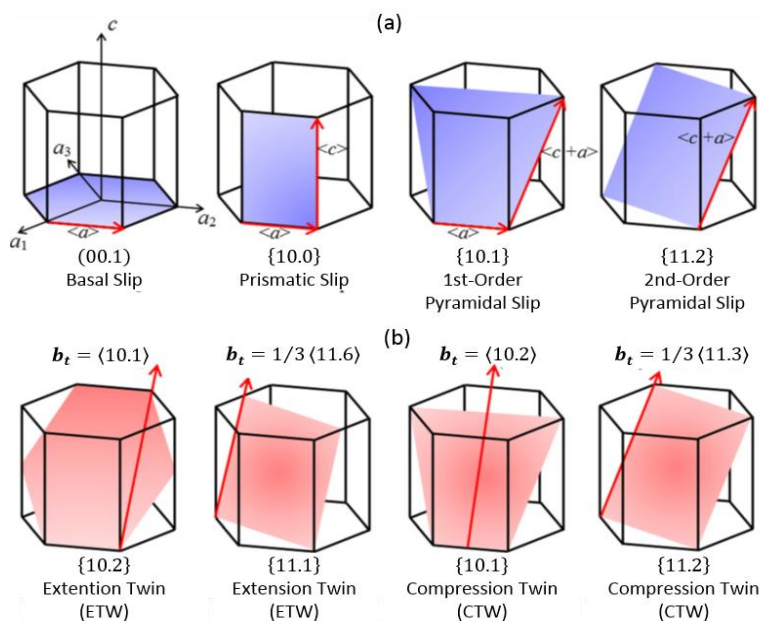 (a)
c
a3
a2
a1
<a>
<c>
<a>
<c+a>
<a>
<c+a>
(00.1)
Basal Slip
{10.0}
Prismatic Slip
{10.1}
1st-Order
Pyramidal Slip
{11.2}
2nd-Order
Pyramidal Slip
(b)
bt = ⟨10.1⟩
bt = 1/3 ⟨11.6⟩
bt = ⟨10.2⟩
bt = 1/3 ⟨11.3⟩
{10.2}
Extention Twin
(ETW)
{11.1}
Extension Twin
(ETW)
{10.1}
Compression Twin
(CTW)
{11.2}
Compression Twin
(CTW)